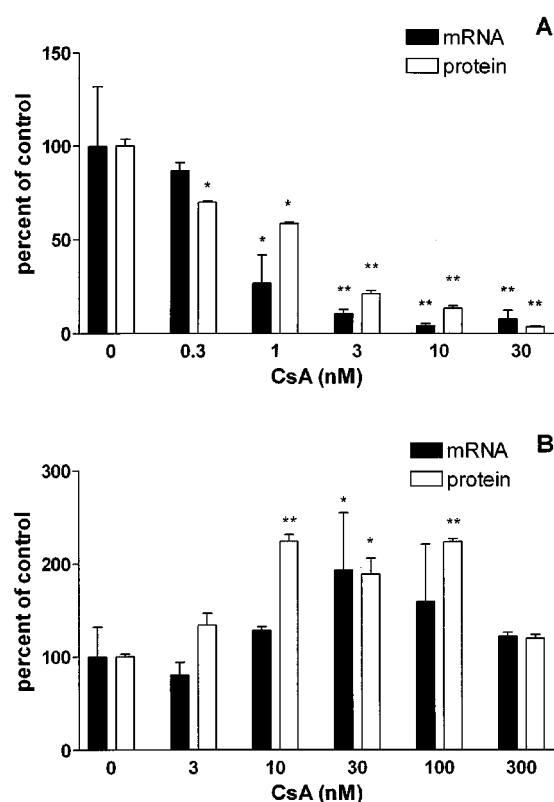 A
mRNA
protein
percent of control
150
100
50
0
*
*
*
**
**
**
**
**
**
0 0.3 1 3 10 30
CsA (nM)
B
mRNA
protein
percent of control
300
200
100
0
**
*
*
**
0 3 10 30 100 300
CsA (nM)